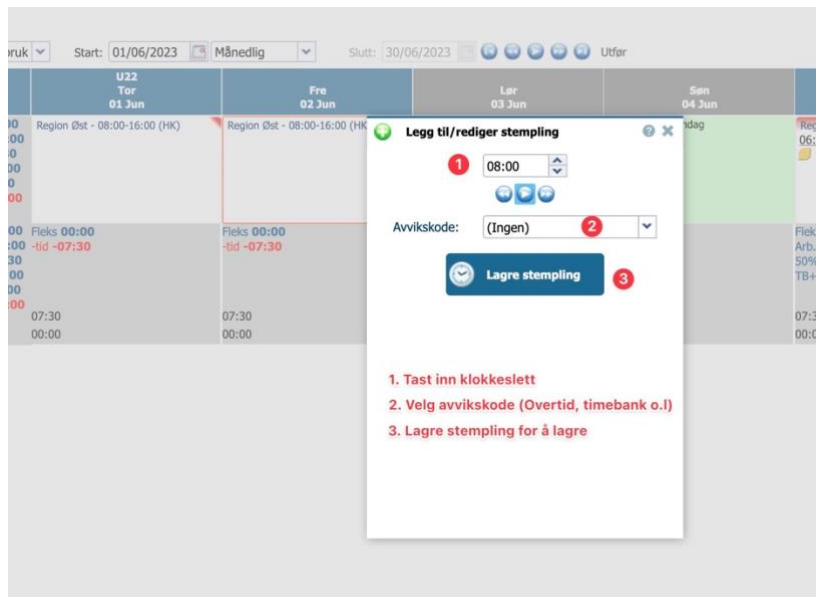 bruk Start: 01/06/2023 Månedlig Slutt: 30/06/2023 Utfør
U22
Tor Fre Lør Søn
01 Jun 02 Jun 03 Jun 04 Jun
Region Øst - 08:00-16:00 (HK) Region Øst - 08:00-16:00 (HK
Legg til/rediger stempling
1 08:00
Avvikskode: (Ingen) 2
Lagre stempling 3
Fleks 00:00 Fleks 00:00
-tid -07:30 -tid -07:30
07:30 07:30
00:00 00:00
1. Tast inn klokkeslett
2. Velg avvikskode (Overtid, timebank o.l)
3. Lagre stempling for å lagre